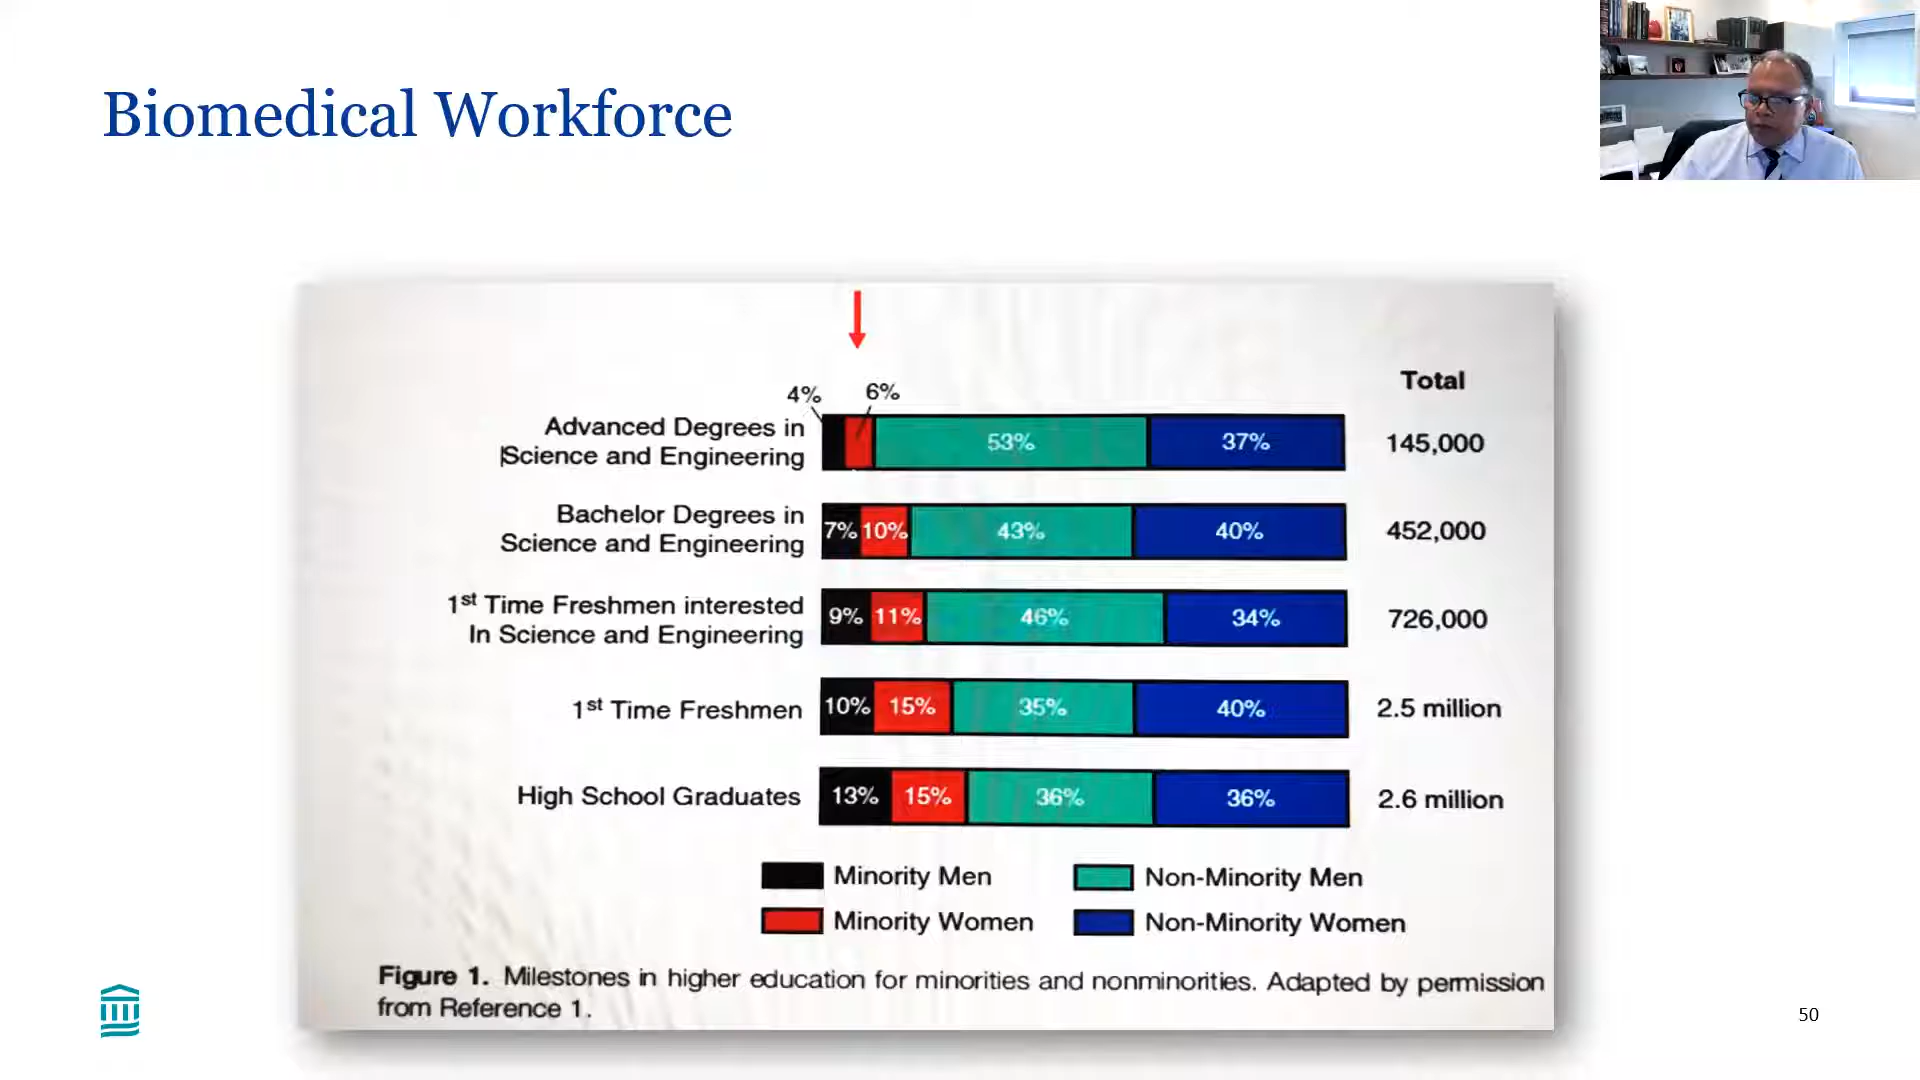 Biomedical Workforce
Total
4% 6%
Advanced Degrees in
Science and Engineering
53% 37% 145,000
Bachelor Degrees in
Science and Engineering
7% 10% 43% 40% 452,000
1st Time Freshmen interested
In Science and Engineering
9% 11% 46% 34% 726,000
1st Time Freshmen 10% 15% 35% 40% 2.5 million
High School Graduates 13% 15% 36% 36% 2.6 million
Minority Men Non-Minority Men
Minority Women Non-Minority Women
Figure 1. Milestones in higher education for minorities and nonminorities. Adapted by permission
from Reference 1.
50